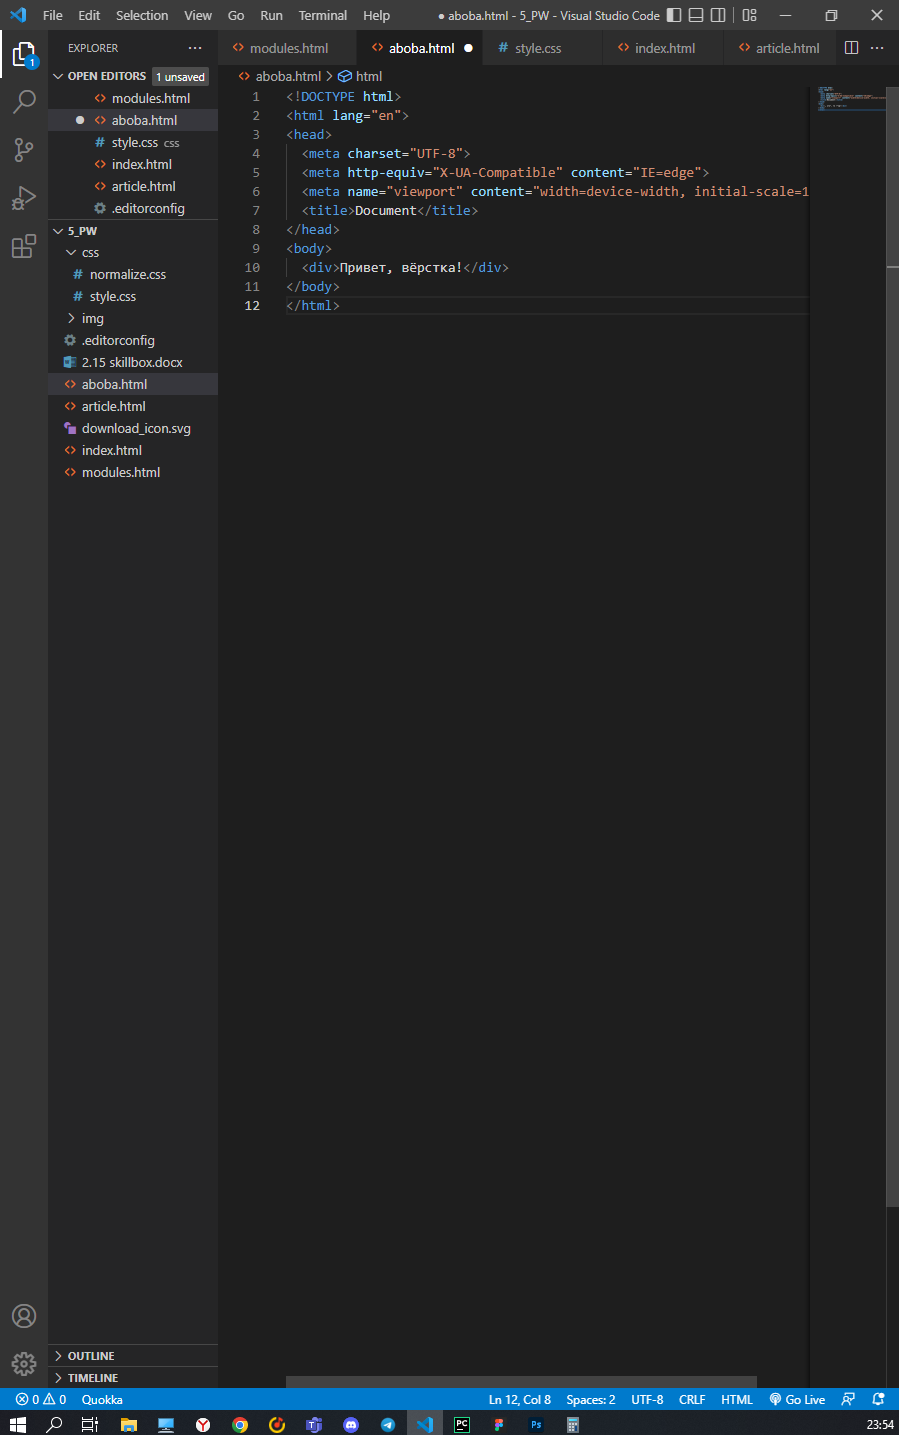 File Edit Selection View Go Run Terminal Help ● aboba.html - 5_PW - Visual Studio Code
EXPLORER ···
OPEN EDITORS 1 unsaved
modules.html
aboba.html
style.css css
index.html
article.html
.editorconfig
5_PW
css
normalize.css
style.css
img
.editorconfig
2.15 skillbox.docx
aboba.html
article.html
download_icon.svg
index.html
modules.html
OUTLINE
TIMELINE
1
modules.html aboba.html style.css index.html article.html ···
aboba.html > html
1 <!DOCTYPE html>
2 <html lang="en">
3 <head>
4 <meta charset="UTF-8">
5 <meta http-equiv="X-UA-Compatible" content="IE=edge">
6 <meta name="viewport" content="width=device-width, initial-scale=1
7 <title>Document</title>
8 </head>
9 <body>
10 <div>Привет, вёрстка!</div>
11 </body>
12 </html>
0 0 Quokka Ln 12, Col 8 Spaces: 2 UTF-8 CRLF HTML Go Live
PC Ps 23:54